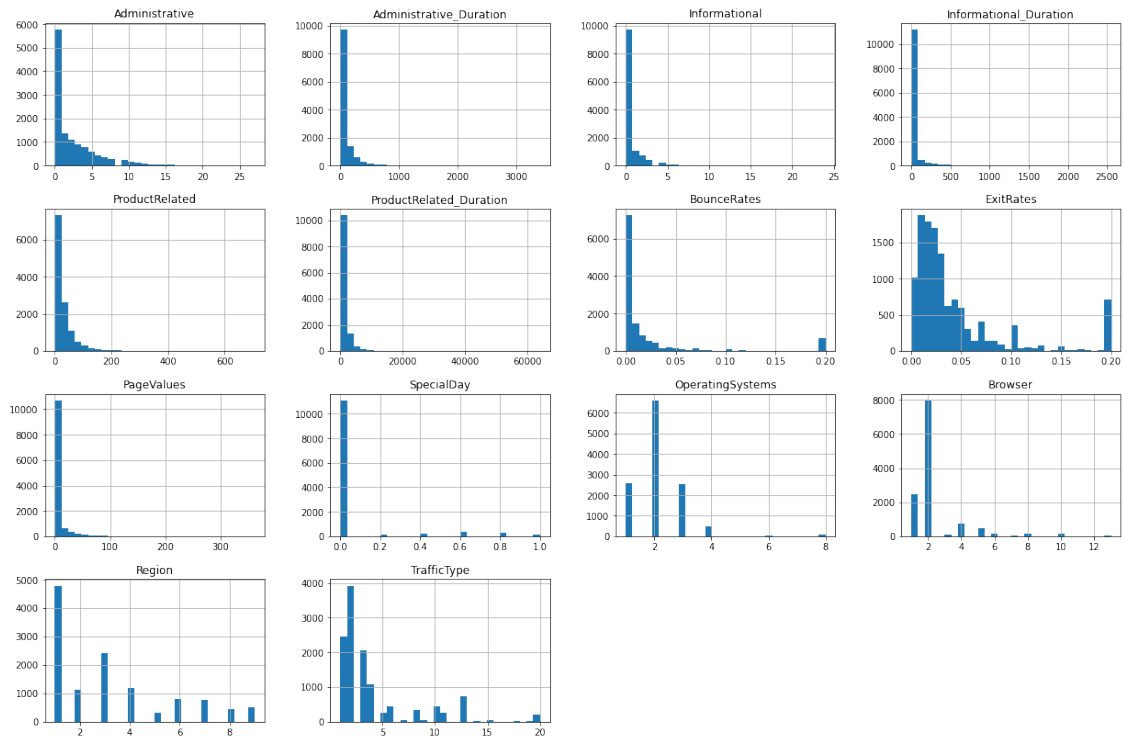 Administrative
6000
5000
4000
3000
2000
1000
0
0 5 10 15 20 25
Administrative_Duration
10000
8000
6000
4000
2000
0
0 1000 2000 3000
Informational
10000
8000
6000
4000
2000
0
0 5 10 15 20 25
Informational_Duration
10000
8000
6000
4000
2000
0
0 500 1000 1500 2000 2500
ProductRelated
6000
4000
2000
0
0 200 400 600
ProductRelated_Duration
10000
8000
6000
4000
2000
0
0 20000 40000 60000
BounceRates
6000
4000
2000
0
0.00 0.05 0.10 0.15 0.20
ExitRates
1500
1000
500
0
0.00 0.05 0.10 0.15 0.20
PageValues
10000
8000
6000
4000
2000
0
0 100 200 300
SpecialDay
10000
8000
6000
4000
2000
0
0.0 0.2 0.4 0.6 0.8 1.0
OperatingSystems
6000
5000
4000
3000
2000
1000
0
2 4 6 8
Browser
8000
6000
4000
2000
0
2 4 6 8 10 12
Region
5000
4000
3000
2000
1000
0
2 4 6 8
TrafficType
4000
3000
2000
1000
0
5 10 15 20